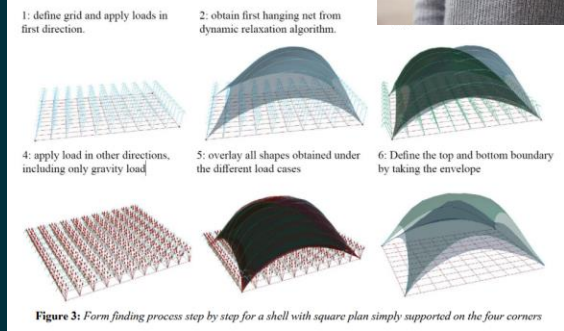 1: define grid and apply loads in
first direction.
2: obtain first hanging net from
dynamic relaxation algorithm.
4: apply load in other directions,
including only gravity load
5: overlay all shapes obtained under
the different load cases
6: Define the top and bottom boundary
by taking the envelope
Figure 3: Form finding process step by step for a shell with square plan simply supported on the four corners